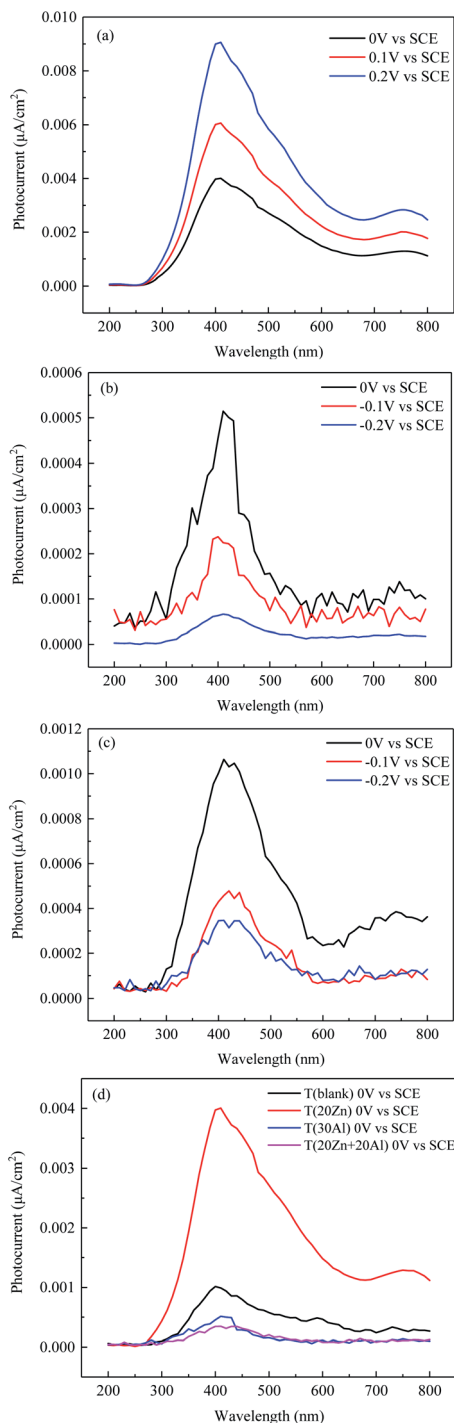 (a)
0V vs SCE
0.1V vs SCE
0.2V vs SCE
Photocurrent (μA/cm²)
0.010
0.008
0.006
0.004
0.002
0.000
200 300 400 500 600 700 800
Wavelength (nm)
(b)
0V vs SCE
-0.1V vs SCE
-0.2V vs SCE
Photocurrent (μA/cm²)
0.0006
0.0005
0.0004
0.0003
0.0002
0.0001
0.0000
200 300 400 500 600 700 800
Wavelength (nm)
(c)
0V vs SCE
-0.1V vs SCE
-0.2V vs SCE
Photocurrent (μA/cm²)
0.0012
0.0010
0.0008
0.0006
0.0004
0.0002
0.0000
200 300 400 500 600 700 800
Wavelength (nm)
(d)
T(blank) 0V vs SCE
T(20Zn) 0V vs SCE
T(30Al) 0V vs SCE
T(20Zn+20Al) 0V vs SCE
Photocurrent (μA/cm²)
0.004
0.003
0.002
0.001
0.000
200 300 400 500 600 700 800
Wavelength (nm)